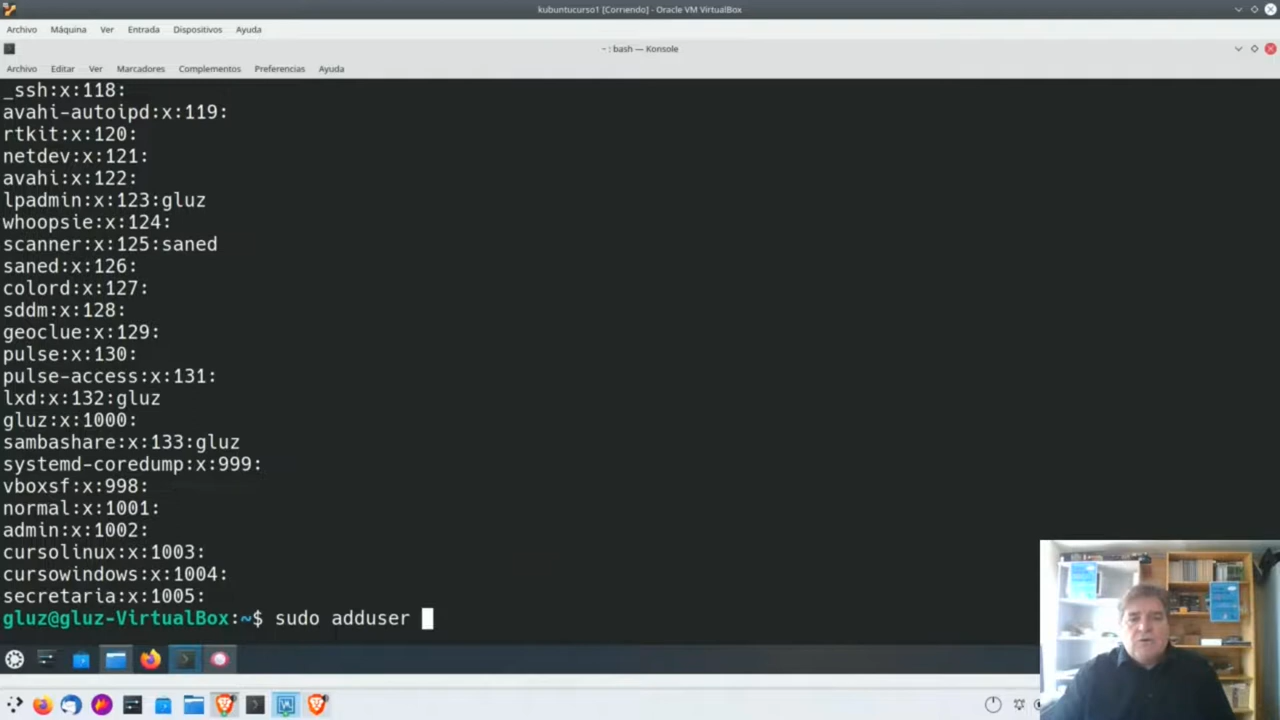 kubuntucurso1 [Corriendo] - Oracle VM VirtualBox
Archivo Máquina Ver Entrada Dispositivos Ayuda
~ : bash — Konsole
Archivo Editar Ver Marcadores Complementos Preferencias Ayuda
_ssh:x:118:
avahi-autoipd:x:119:
rtkit:x:120:
netdev:x:121:
avahi:x:122:
lpadmin:x:123:gluz
whoopsie:x:124:
scanner:x:125:saned
saned:x:126:
colord:x:127:
sddm:x:128:
geoclue:x:129:
pulse:x:130:
pulse-access:x:131:
lxd:x:132:gluz
gluz:x:1000:
sambashare:x:133:gluz
systemd-coredump:x:999:
vboxsf:x:998:
normal:x:1001:
admin:x:1002:
cursolinux:x:1003:
cursowindows:x:1004:
secretaria:x:1005:
gluz@gluz-VirtualBox:~$ sudo adduser